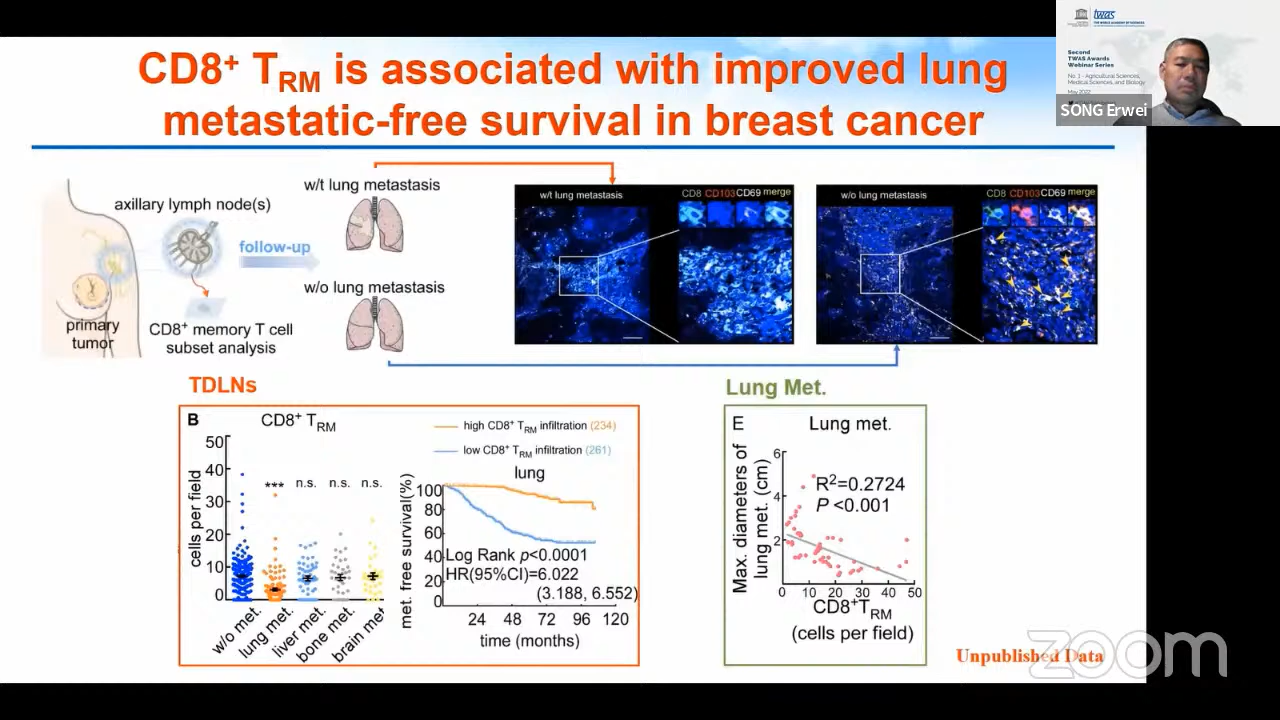 CD8⁺ TRM is associated with improved lung
metastatic-free survival in breast cancer
twas
Second
TWAS Awards
Webinar Series
No. 1 - Agricultural Sciences,
Medical Sciences, and Biology
May 2022
SONG Erwei
axillary lymph node(s)
follow-up
primary
tumor
CD8⁺ memory T cell
subset analysis
w/t lung metastasis
w/o lung metastasis
w/t lung metastasis
CD8 CD103 CD69 merge
w/o lung metastasis
CD8 CD103 CD69 merge
TDLNs
B
CD8⁺ TRM
cells per field
50
40
30
20
10
0
*** n.s. n.s. n.s.
w/o met.
lung met.
liver met.
bone met.
brain met
high CD8⁺ TRM infiltration (234)
low CD8⁺ TRM infiltration (261)
lung
met. free survival(%)
100
80
60
40
20
0
Log Rank p<0.0001
HR(95%CI)=6.022
(3.188, 6.552)
24 48 72 96 120
time (months)
Lung Met.
E
Lung met.
Max. diameters of
lung met. (cm)
6
4
2
R²=0.2724
P <0.001
0 10 20 30 40 50
CD8⁺TRM
(cells per field)
Unpublished Data
zoom